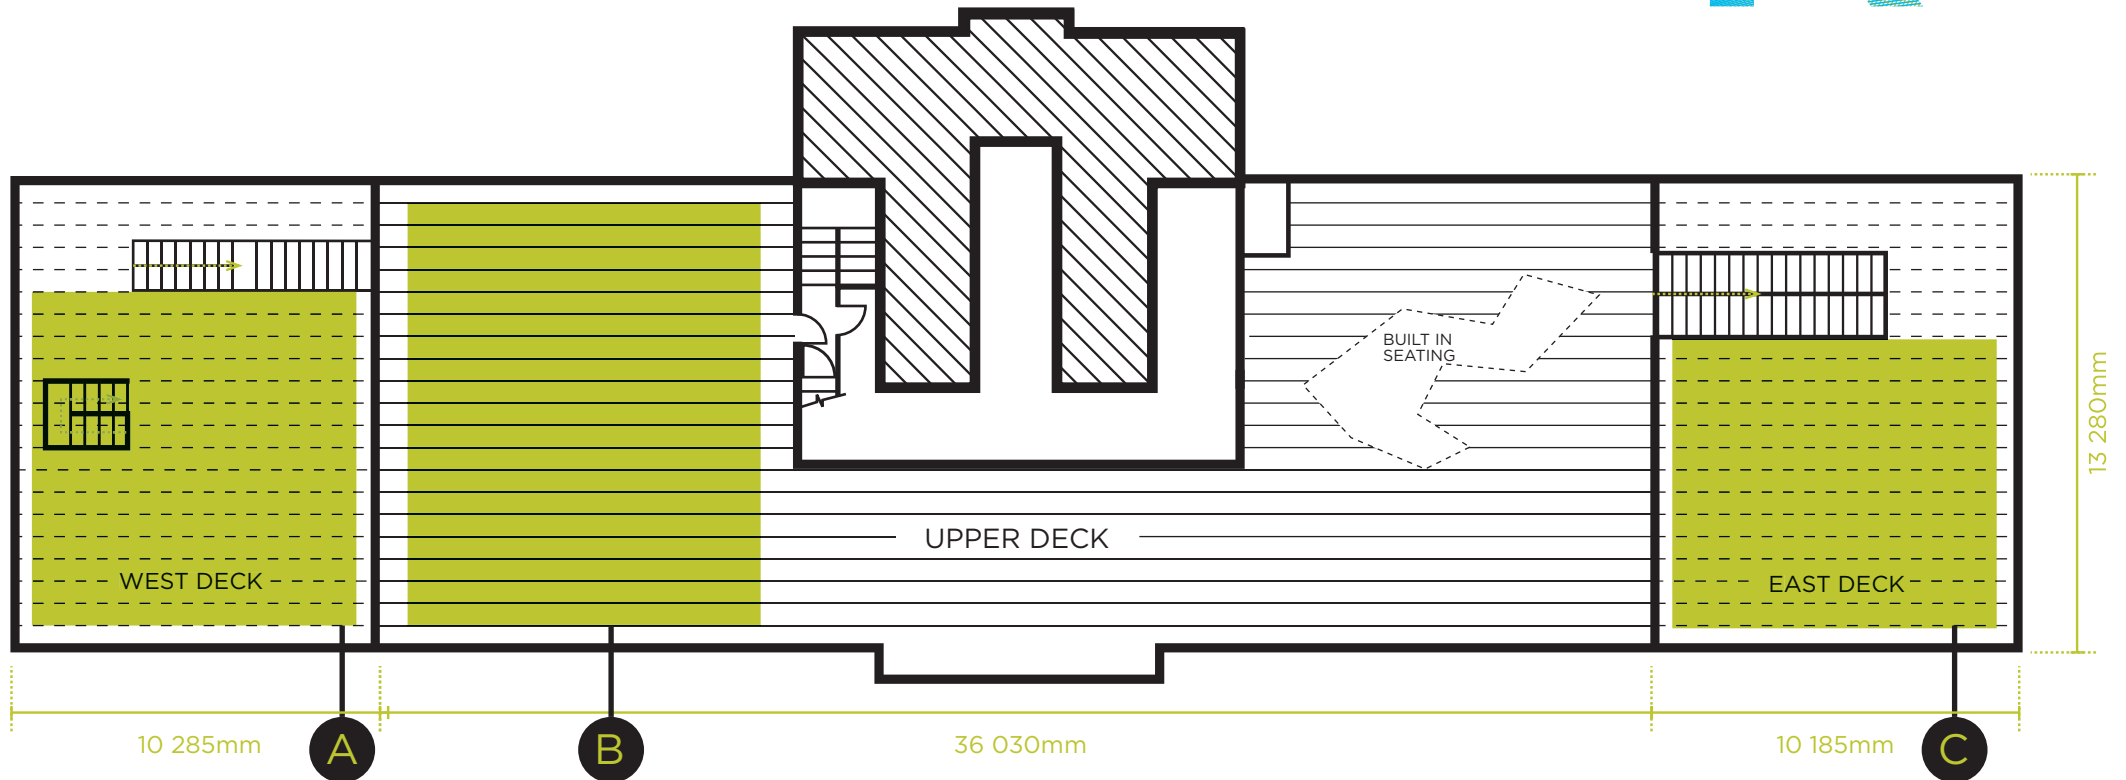 BUILT IN
SEATING
UPPER DECK
WEST DECK
EAST DECK
13 280mm
10 285mm
A
B
36 030mm
10 185mm
C